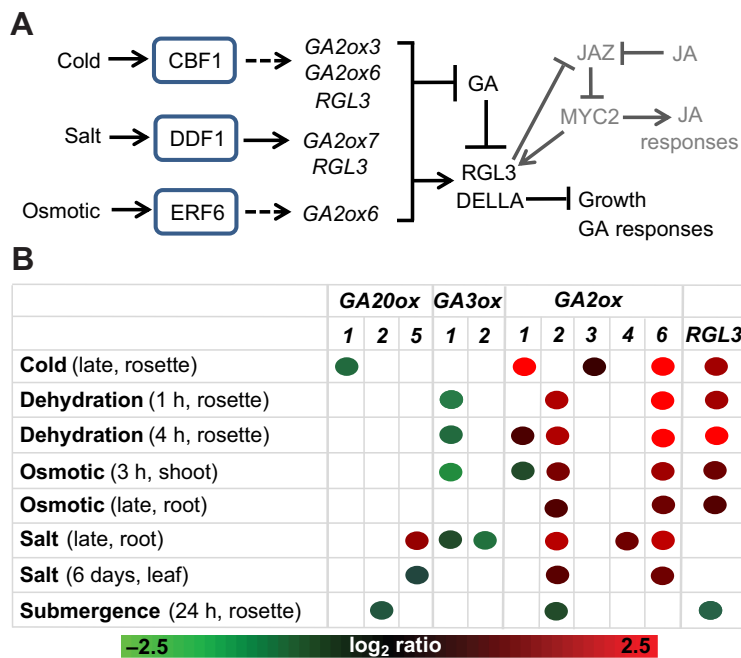 A
Cold CBF1 GA2ox3
GA2ox6
RGL3
Salt DDF1 GA2ox7
RGL3
Osmotic ERF6 GA2ox6
GA
RGL3
DELLA
Growth
GA responses
JAZ JA
MYC2 JA
responses
B
GA20ox GA3ox GA2ox
1 2 5 1 2 1 2 3 4 6 RGL3
Cold (late, rosette)
Dehydration (1 h, rosette)
Dehydration (4 h, rosette)
Osmotic (3 h, shoot)
Osmotic (late, root)
Salt (late, root)
Salt (6 days, leaf)
Submergence (24 h, rosette)
–2.5 log2 ratio 2.5